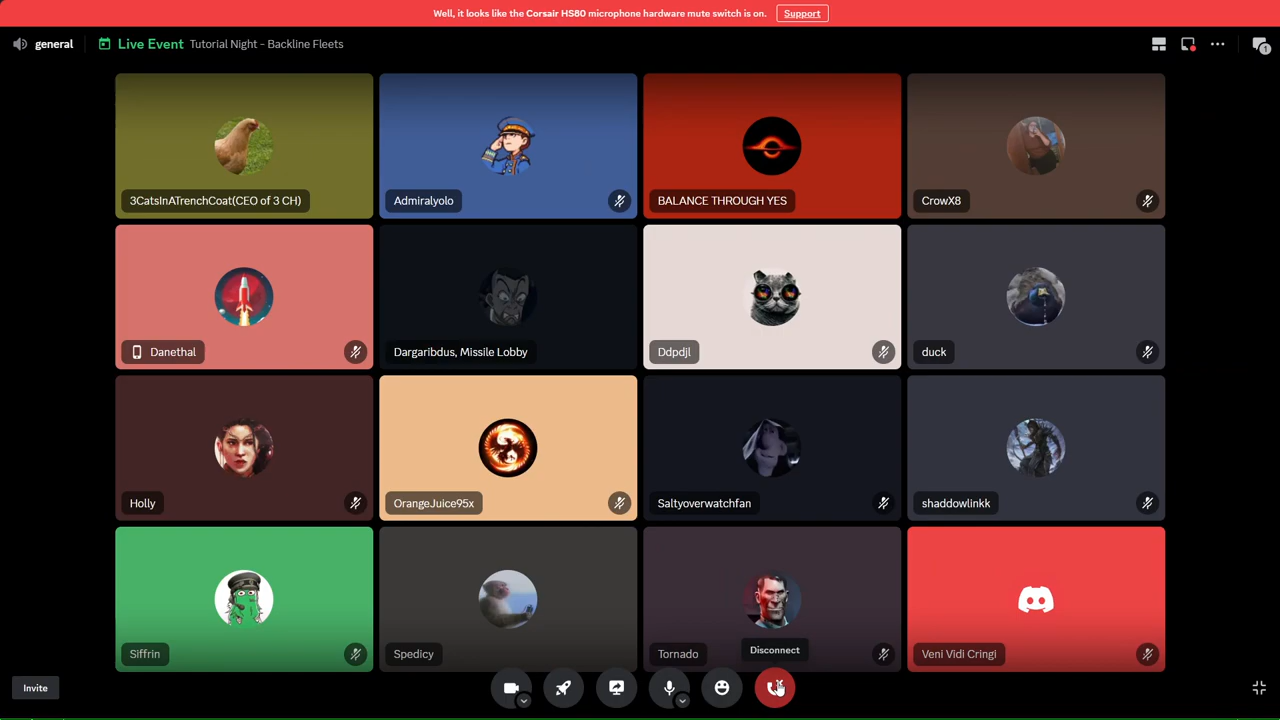 Well, it looks like the Corsair HS80 microphone hardware mute switch is on. Support
general Live Event Tutorial Night - Backline Fleets 1
3CatsInATrenchCoat(CEO of 3 CH) Admiralyolo BALANCE THROUGH YES CrowX8
Danethal Dargaribdus, Missile Lobby Ddpdjl duck
Holly OrangeJuice95x Saltyoverwatchfan shaddowlinkk
Siffrin Spedicy Tornado Veni Vidi Cringi
Disconnect
Invite